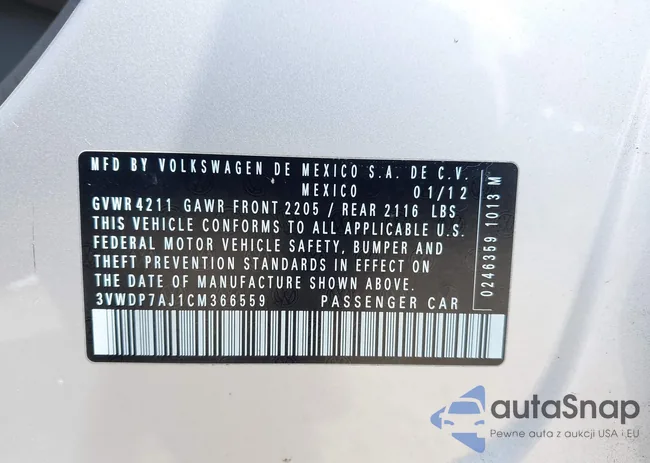 MFD BY VOLKSWAGEN DE MEXICO S.A. DE C.V.
MEXICO 01/12
GVWR 4211 GAWR FRONT 2205 / REAR 2116 LBS
THIS VEHICLE CONFORMS TO ALL APPLICABLE U.S.
FEDERAL MOTOR VEHICLE SAFETY, BUMPER AND
THEFT PREVENTION STANDARDS IN EFFECT ON
THE DATE OF MANUFACTURE SHOWN ABOVE.
3VWDP7AJ1CM366559 PASSENGER CAR
0246359 1013 M
autaSnap
Pewne auta z aukcji USA i EU